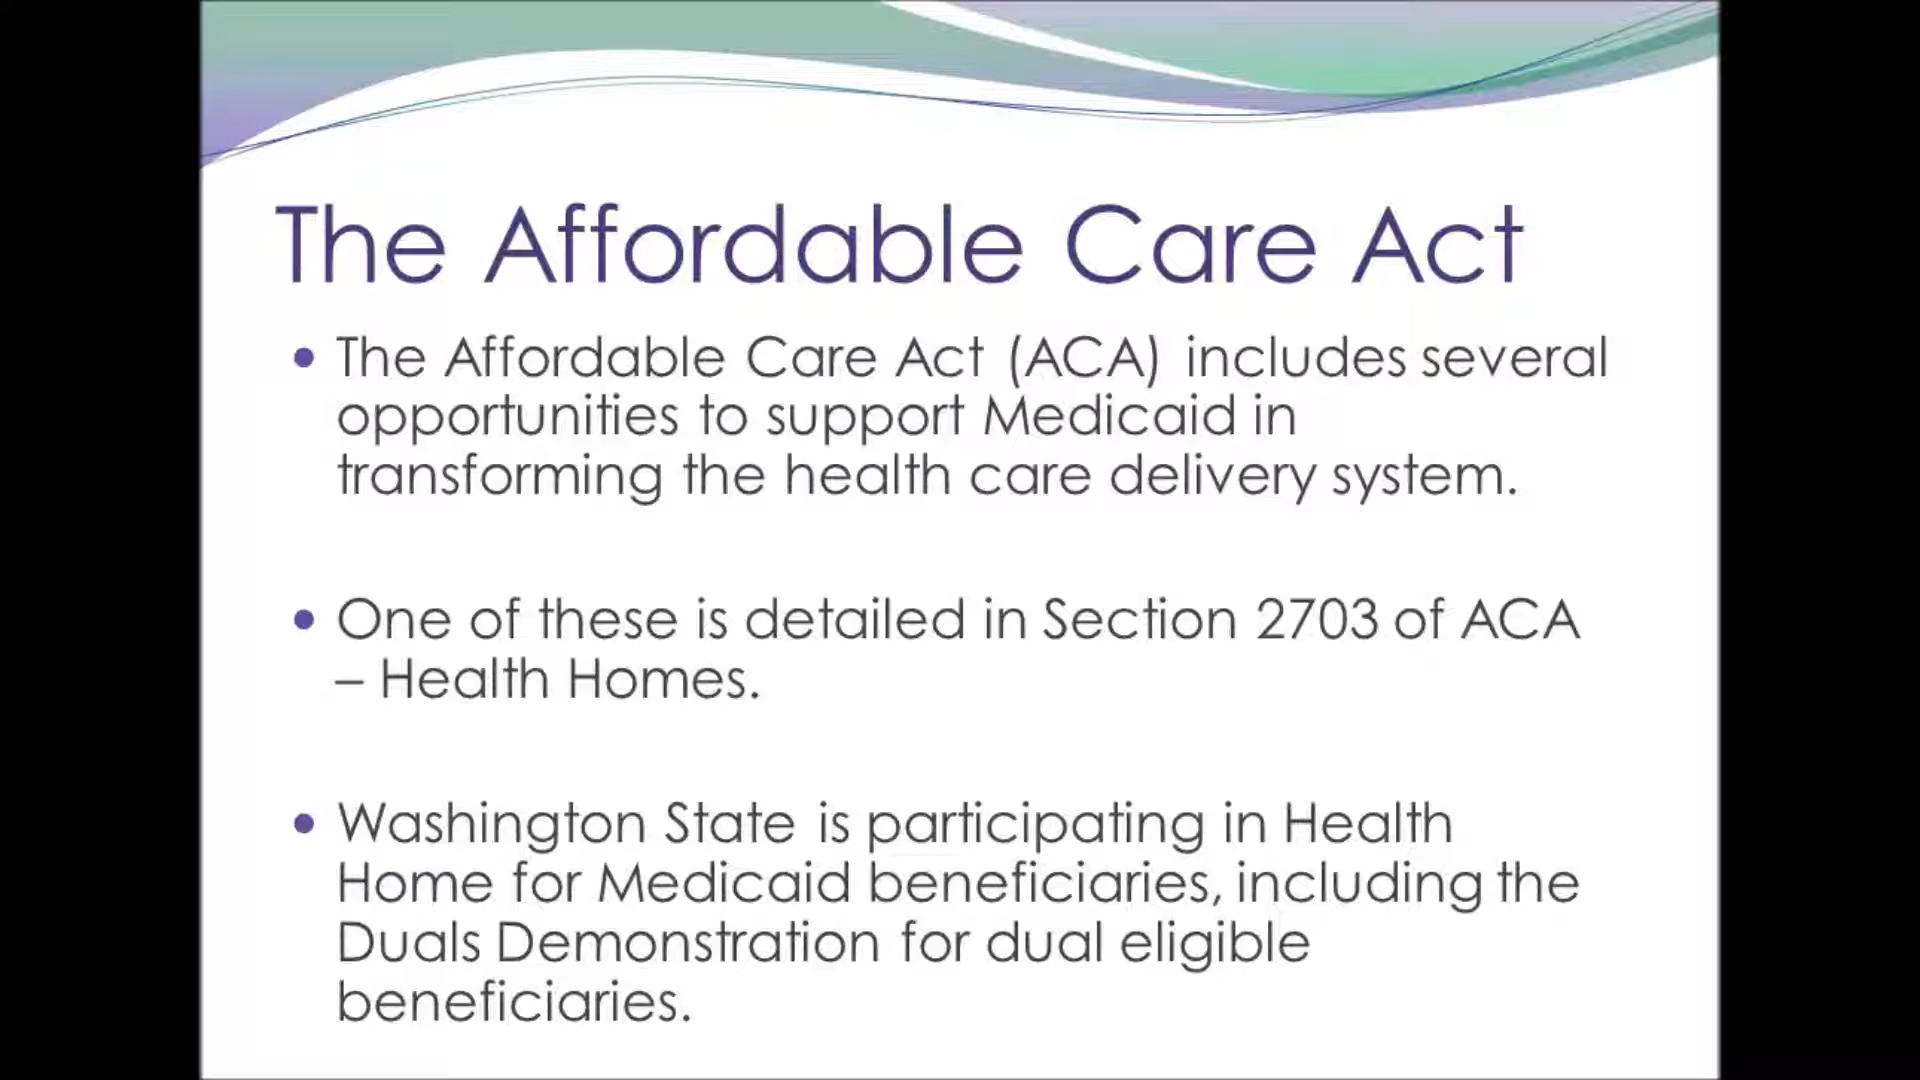 The Affordable Care Act
• The Affordable Care Act (ACA) includes several
opportunities to support Medicaid in
transforming the health care delivery system.
• One of these is detailed in Section 2703 of ACA
– Health Homes.
• Washington State is participating in Health
Home for Medicaid beneficiaries, including the
Duals Demonstration for dual eligible
beneficiaries.